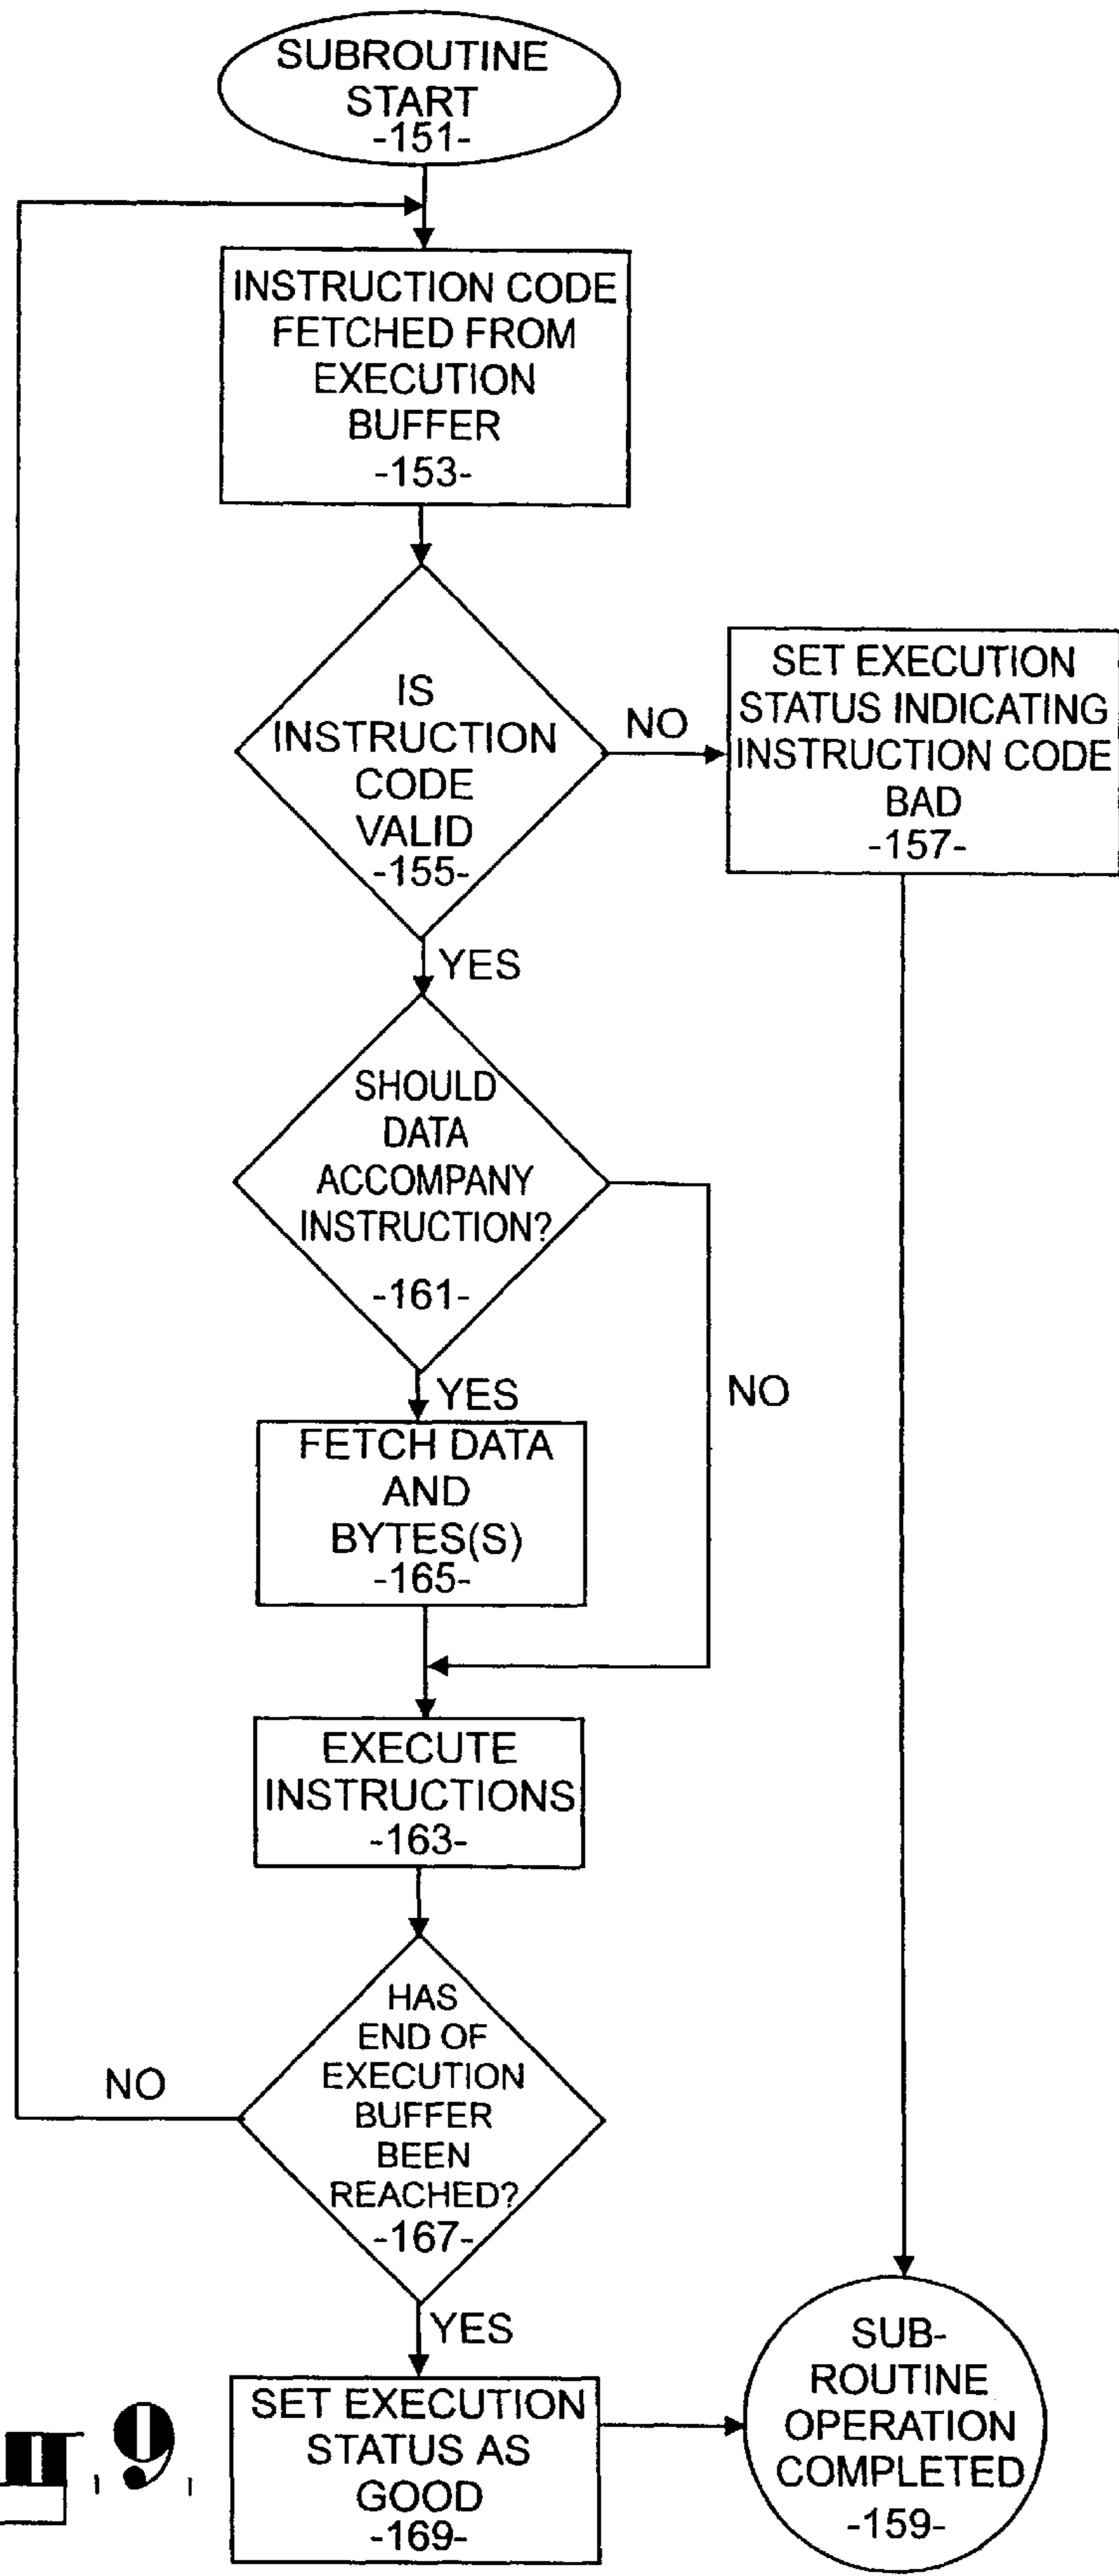 SUBROUTINE
START
-151-
INSTRUCTION CODE
FETCHED FROM
EXECUTION
BUFFER
-153-
IS
INSTRUCTION
CODE
VALID
-155-
NO
SET EXECUTION
STATUS INDICATING
INSTRUCTION CODE
BAD
-157-
YES
SHOULD
DATA
ACCOMPANY
INSTRUCTION?
-161-
NO
YES
FETCH DATA
AND
BYTES(S)
-165-
EXECUTE
INSTRUCTIONS
-163-
HAS
END OF
EXECUTION
BUFFER
BEEN
REACHED?
-167-
NO
YES
SET EXECUTION
STATUS AS
GOOD
-169-
SUB-
ROUTINE
OPERATION
COMPLETED
-159-
9